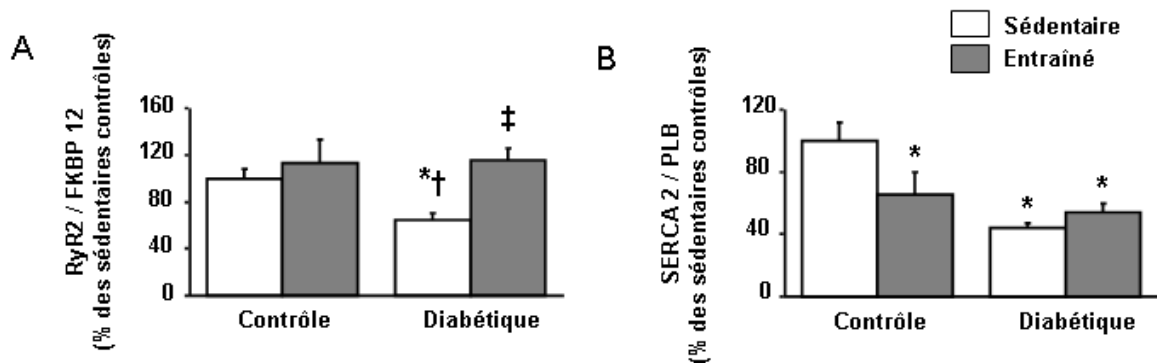 Sédentaire
Entraîné
A
RyR2 / FKBP 12
(% des sédentaires contrôles)
160
120
80
40
0
*†
‡
Contrôle
Diabétique
B
SERCA 2 / PLB
(% des sédentaires contrôles)
120
80
40
0
*
*
*
Contrôle
Diabétique